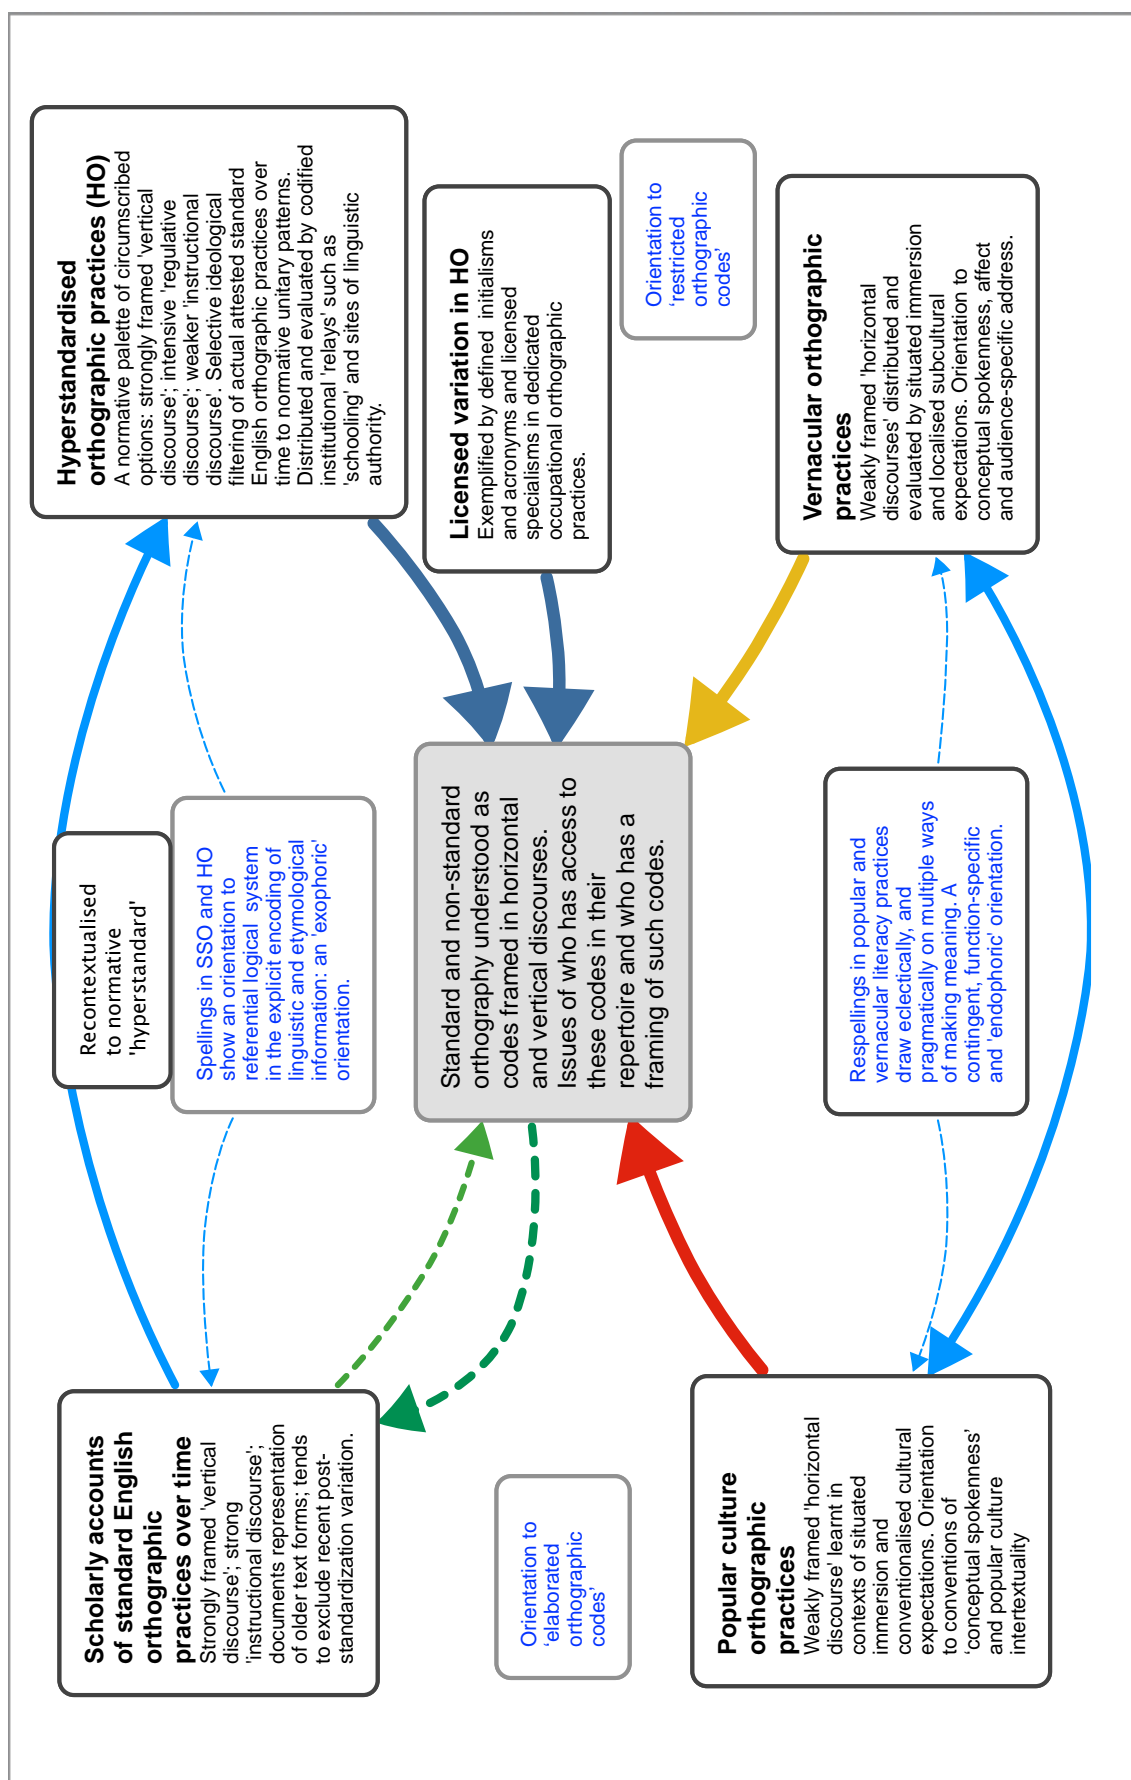 Scholarly accounts
of standard English
orthographic
practices over time
Strongly framed 'vertical
discourse'; strong
'instructional discourse';
documents representation
of older text forms; tends
to exclude recent post-
standardization variation.
Recontextualised
to normative
'hyperstandard'
Spellings in SSO and HO
show an orientation to
referential logical  system
in the explicit encoding of
linguistic and etymological
information: an 'exophoric'
orientation.
Hyperstandardised
orthographic practices (HO)
A normative palette of circumscribed
options: strongly framed 'vertical
discourse'; intensive 'regulative
discourse'; weaker 'instructional
discourse'. Selective ideological
filtering of actual attested standard
English orthographic practices over
time to normative unitary patterns.
Distributed and evaluated by codified
institutional 'relays' such as
'schooling' and sites of linguistic
authority.
Orientation to
‘elaborated
orthographic
codes’
Standard and non-standard
orthography understood as
codes framed in horizontal
and vertical discourses.
Issues of who has access to
these codes in their
repertoire and who has a
framing of such codes.
Licensed variation in HO
Exemplified by defined  initialisms
and acronyms and licensed
specialisms in dedicated
occupational orthographic
practices.
Orientation to
‘restricted
orthographic
codes’
Popular culture
orthographic
practices
Weakly framed 'horizontal
discourse' learnt in
contexts of situated
immersion and
conventionalised cultural
expectations. Orientation
to conventions of
‘conceptual spokenness’
and popular culture
intertextuality
Respellings in popular and
vernacular literacy practices
draw eclectically, and
pragmatically on multiple ways
of making meaning. A
contingent, function-specific
and 'endophoric' orientation.
Vernacular orthographic
practices
Weakly framed 'horizontal
discourses' distributed and
evaluated by situated immersion
and localised subcultural
expectations. Orientation to
conceptual spokenness, affect
and audience-specific address.